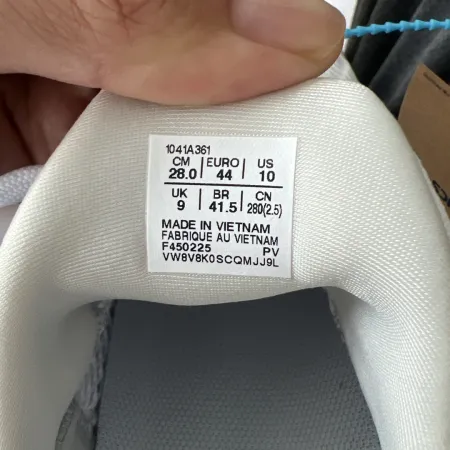 1041A361
CM EURO US
28.0 44 10
UK BR CN
9 41.5 280(2.5)
MADE IN VIETNAM
FABRIQUE AU VIETNAM
F450225 PV
VW8V8K0SCQMJJ9L